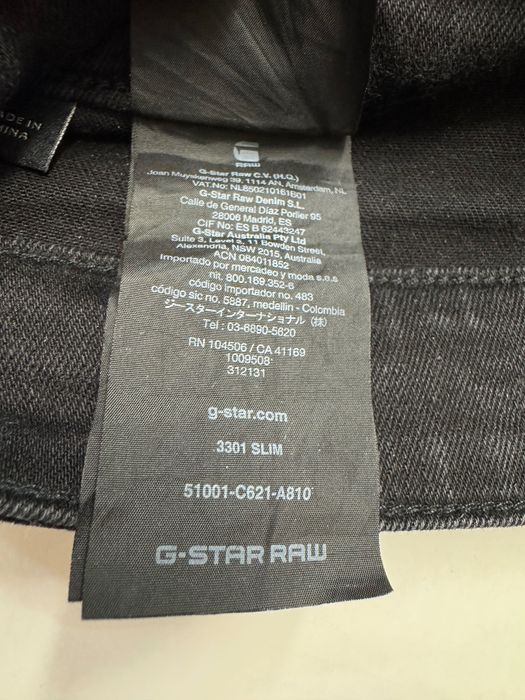 MADE IN
CHINA
G
RAW
G-Star Raw C.V. (H.Q.)
Joan Muyskenweg 39, 1114 AN, Amsterdam, NL
VAT.No: NL850210161B01
G-Star Raw Denim S.L.
Calle de General Díaz Porlier 95
28006 Madrid, ES
CIF No: ES B 62443247
G-Star Australia Pty Ltd
Suite 3, Level 3, 11 Bowden Street,
Alexandria, NSW 2015, Australia
ACN 084011852
Importado por mercadeo y moda s.a.s
nit. 800.169.352-6
código importador no. 483
código sic no. 5887, medellin - Colombia
ジースターインターナショナル (株)
Tel : 03-6890-5620
RN 104506 / CA 41169
1009508
312131
g-star.com
3301 SLIM
51001-C621-A810
G-STAR RAW